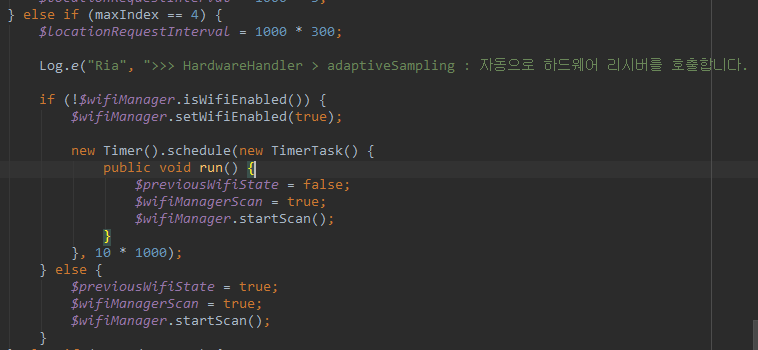 } else if (maxIndex == 4) {
$locationRequestInterval = 1000 * 300;
Log.e("Ria", ">>> HardwareHandler > adaptiveSampling : 자동으로 하드웨어 리시버를 호출합니다.
if (!$wifiManager.isWifiEnabled()) {
$wifiManager.setWifiEnabled(true);
new Timer().schedule(new TimerTask() {
public void run() {
$previousWifiState = false;
$wifiManagerScan = true;
$wifiManager.startScan();
}
}, 10 * 1000);
} else {
$previousWifiState = true;
$wifiManagerScan = true;
$wifiManager.startScan();
}